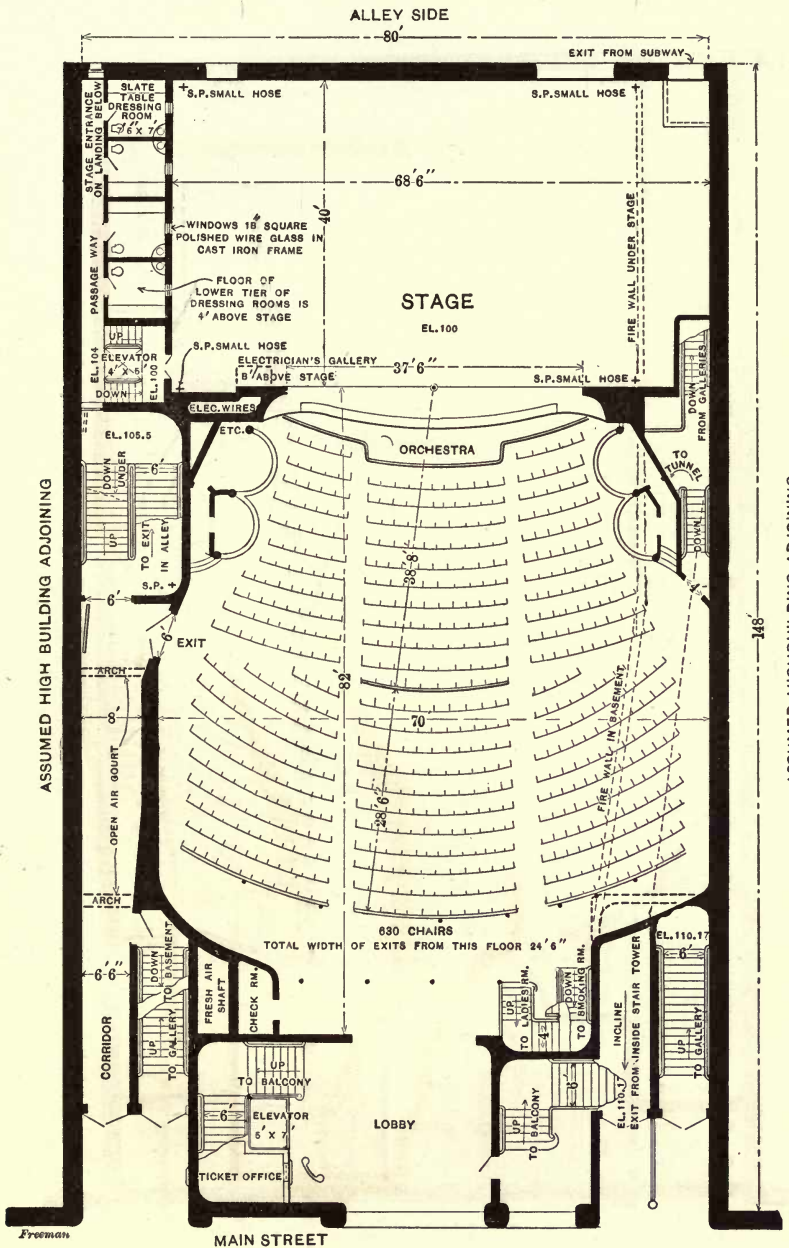 ALLEY SIDE
80'
EXIT FROM SUBWAY
SLATE
TABLE
DRESSING
ROOM
7' 6" X 7'
S.P. SMALL HOSE
S.P. SMALL HOSE
STAGE ENTRANCE
ON LANDING BELOW
PASSAGE WAY
40'
68'6"
WINDOWS 18" SQUARE
POLISHED WIRE GLASS IN
CAST IRON FRAME
FLOOR OF
LOWER TIER OF
DRESSING ROOMS IS
4' ABOVE STAGE
STAGE
EL.100
FIRE WALL UNDER STAGE
UP
ELEVATOR
4' X 5'
DOWN
EL.104
EL.100
S.P. SMALL HOSE
ELECTRICIAN'S GALLERY
8' ABOVE STAGE
37'6"
S.P. SMALL HOSE
DOWN
FROM GALLERIES
ELEC. WIRES
ETC.
ORCHESTRA
EL.105.5
DOWN
UNDER
6'
UP
TO EXIT
IN ALLEY
S.P.
TO
TUNNEL
DOWN
4'
38'8"
6'
6'
EXIT
ARCH
82'
8'
70'
148'
ASSUMED HIGH BUILDING ADJOINING
OPEN AIR COURT
FIRE WALL IN BASEMENT
28'6"
ARCH
630 CHAIRS
TOTAL WIDTH OF EXITS FROM THIS FLOOR 24'6"
6'6"
CORRIDOR
DOWN
TO BASEMENT
UP
TO GALLERY
FRESH AIR
SHAFT
CHECK RM.
UP
TO LADIES RM.
DOWN
TO SMOKING RM.
4'
EL.110.17
6'
UP
TO GALLERY
INCLINE
EXIT FROM INSIDE STAIR TOWER
EL.110.17
UP
TO BALCONY
6'
ELEVATOR
5' X 7'
TICKET OFFICE
LOBBY
6'
UP
TO BALCONY
Freeman
MAIN STREET